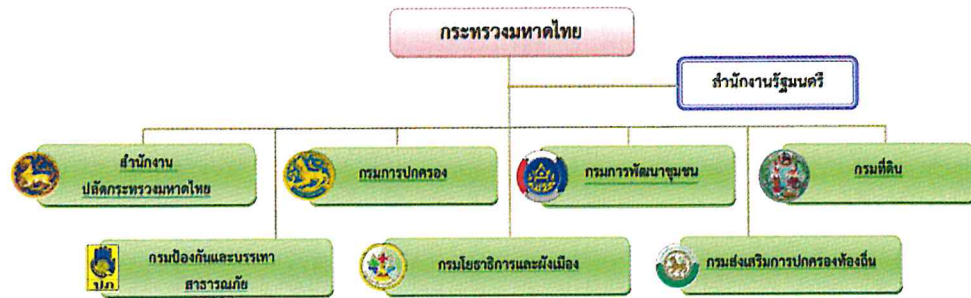 กระทรวงมหาดไทย
สำนักงานรัฐมนตรี
สำนักงาน
ปลัดกระทรวงมหาดไทย
กรมการปกครอง
กรมการพัฒนาชุมชน
กรมที่ดิน
กรมป้องกันและบรรเทา
สาธารณภัย
ปภ
กรมโยธาธิการและผังเมือง
กรมส่งเสริมการปกครองท้องถิ่น